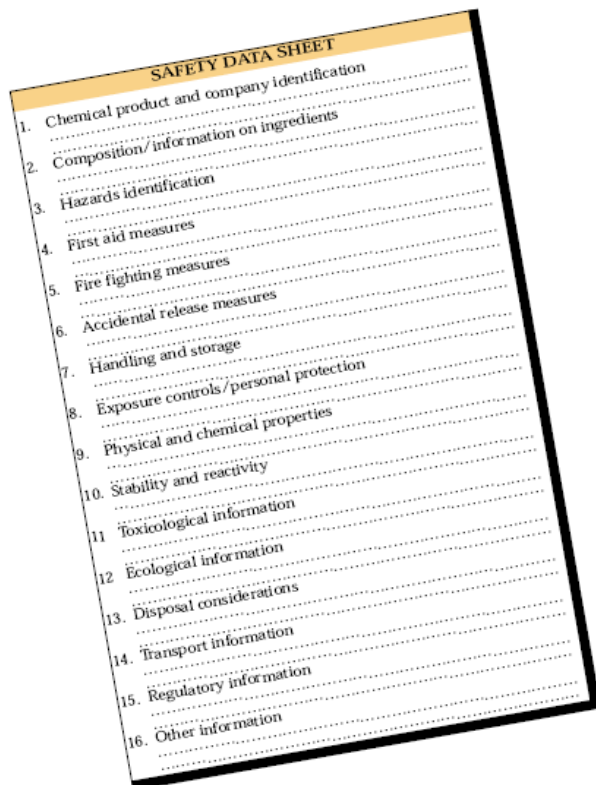 SAFETY DATA SHEET
1. Chemical product and company identification
2. Composition/information on ingredients
3. Hazards identification
4. First aid measures
5. Fire fighting measures
6. Accidental release measures
7. Handling and storage
8. Exposure controls/personal protection
9. Physical and chemical properties
10. Stability and reactivity
11 Toxicological information
12 Ecological information
13. Disposal considerations
14. Transport information
15. Regulatory information
16. Other information